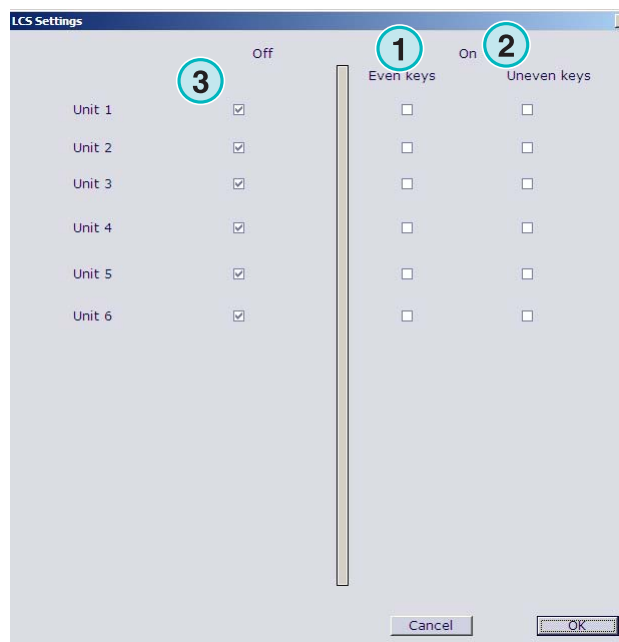 LCS Settings
Off
1
On
2
3
Even keys
Uneven keys
Unit 1
Unit 2
Unit 3
Unit 4
Unit 5
Unit 6
Cancel
OK